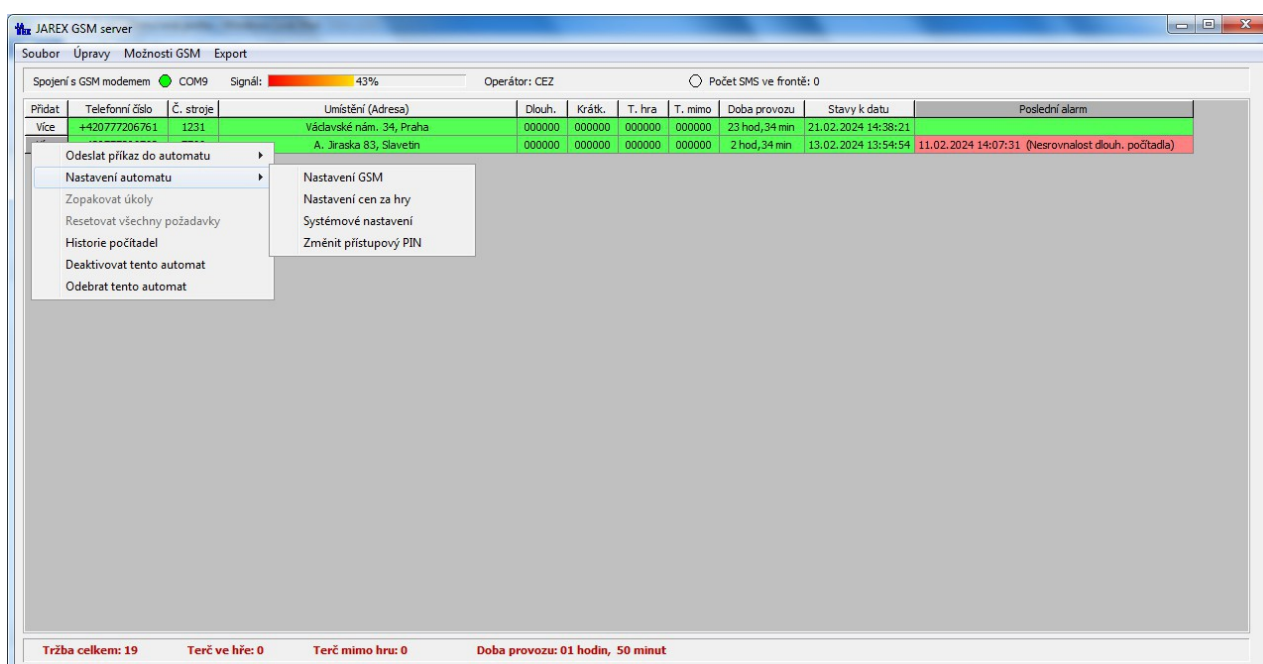 JAREX GSM server
Soubor Úpravy Možnosti GSM Export
Spojení s GSM modemem COM9 Signál: 43% Operátor: CEZ Počet SMS ve frontě: 0
Přidat Telefonní číslo Č. stroje Umístění (Adresa) Dlouh. Krátk. T. hra T. mimo Doba provozu Stavy k datu Poslední alarm
Více +420777206761 1231 Václavské nám. 34, Praha 000000 000000 000000 000000 23 hod,34 min 21.02.2024 14:38:21
A. Jiraska 83, Slavetin 000000 000000 000000 000000 2 hod,34 min 13.02.2024 13:54:54 11.02.2024 14:07:31 (Nesrovnalost dlouh. počítadla)
Odeslat příkaz do automatu
Nastavení automatu
Zopakovat úkoly
Resetovat všechny požadavky
Historie počítadel
Deaktivovat tento automat
Odebrat tento automat
Nastavení GSM
Nastavení cen za hry
Systémové nastavení
Změnit přístupový PIN
Tržba celkem: 19 Terč ve hře: 0 Terč mimo hru: 0 Doba provozu: 01 hodin, 50 minut